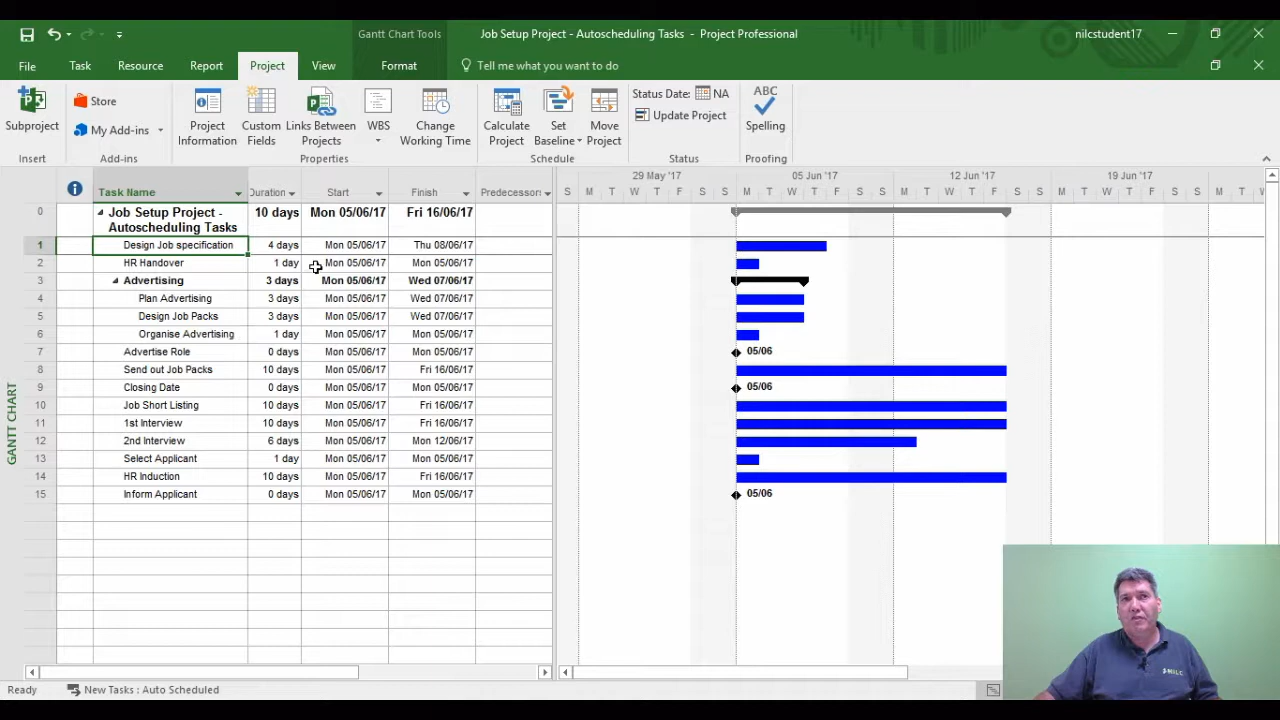 Gantt Chart Tools
Job Setup Project - Autoscheduling Tasks - Project Professional
nilcstudent17
File Task Resource Report Project View Format Tell me what you want to do
Subproject
Insert
Store
My Add-ins
Add-ins
Project Information
Custom Fields
Links Between Projects
WBS
Change Working Time
Properties
Calculate Project
Set Baseline
Move Project
Schedule
Status Date: NA
Update Project
Status
ABC
Spelling
Proofing
Task Name Duration Start Finish Predecessors
29 May '17 05 Jun '17 12 Jun '17 19 Jun '17
S M T W T F S S M T W T F S S M T W T F S S M T W T F S S M
0 Job Setup Project - Autoscheduling Tasks 10 days Mon 05/06/17 Fri 16/06/17
1 Design Job specification 4 days Mon 05/06/17 Thu 08/06/17
2 HR Handover 1 day Mon 05/06/17 Mon 05/06/17
3 Advertising 3 days Mon 05/06/17 Wed 07/06/17
4 Plan Advertising 3 days Mon 05/06/17 Wed 07/06/17
5 Design Job Packs 3 days Mon 05/06/17 Wed 07/06/17
6 Organise Advertising 1 day Mon 05/06/17 Mon 05/06/17
7 Advertise Role 0 days Mon 05/06/17 Mon 05/06/17 05/06
8 Send out Job Packs 10 days Mon 05/06/17 Fri 16/06/17
9 Closing Date 0 days Mon 05/06/17 Mon 05/06/17 05/06
10 Job Short Listing 10 days Mon 05/06/17 Fri 16/06/17
11 1st Interview 10 days Mon 05/06/17 Fri 16/06/17
12 2nd Interview 6 days Mon 05/06/17 Mon 12/06/17
13 Select Applicant 1 day Mon 05/06/17 Mon 05/06/17
14 HR Induction 10 days Mon 05/06/17 Fri 16/06/17
15 Inform Applicant 0 days Mon 05/06/17 Mon 05/06/17 05/06
GANTT CHART
NILC
Ready New Tasks : Auto Scheduled